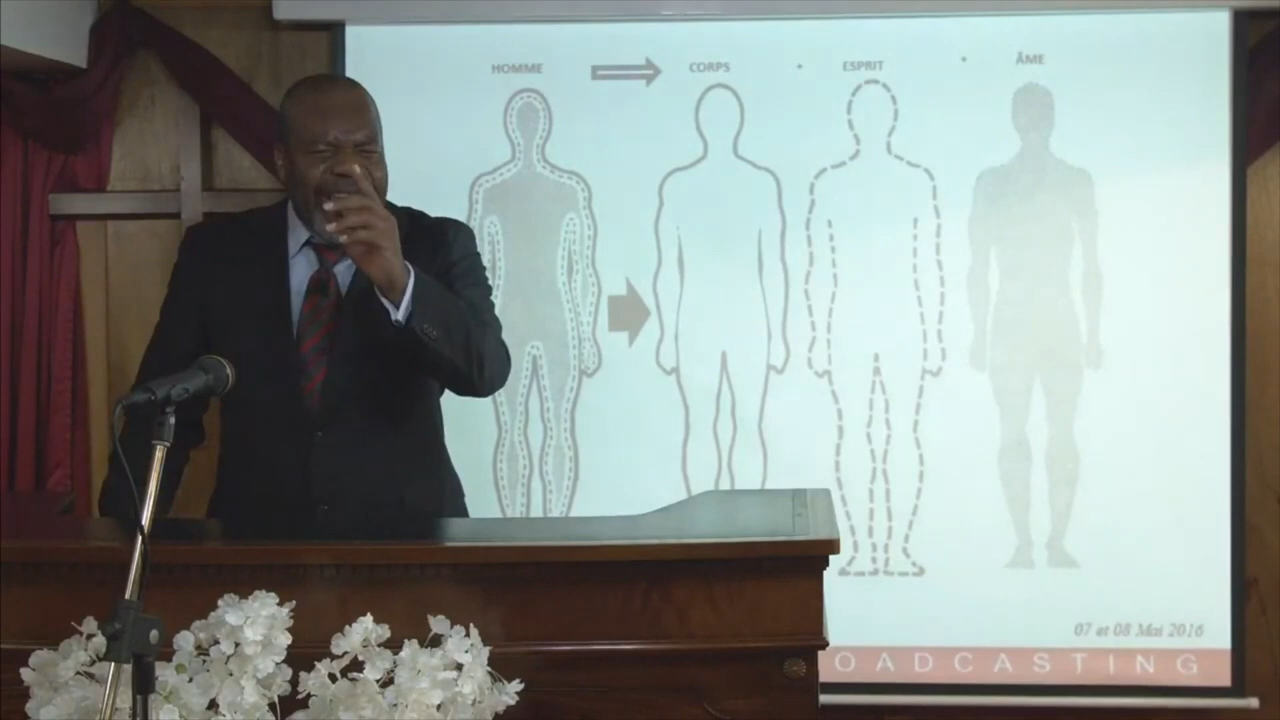 HOMME CORPS • ESPRIT • ÂME
07 et 08 Mai 2016
OADCASTING